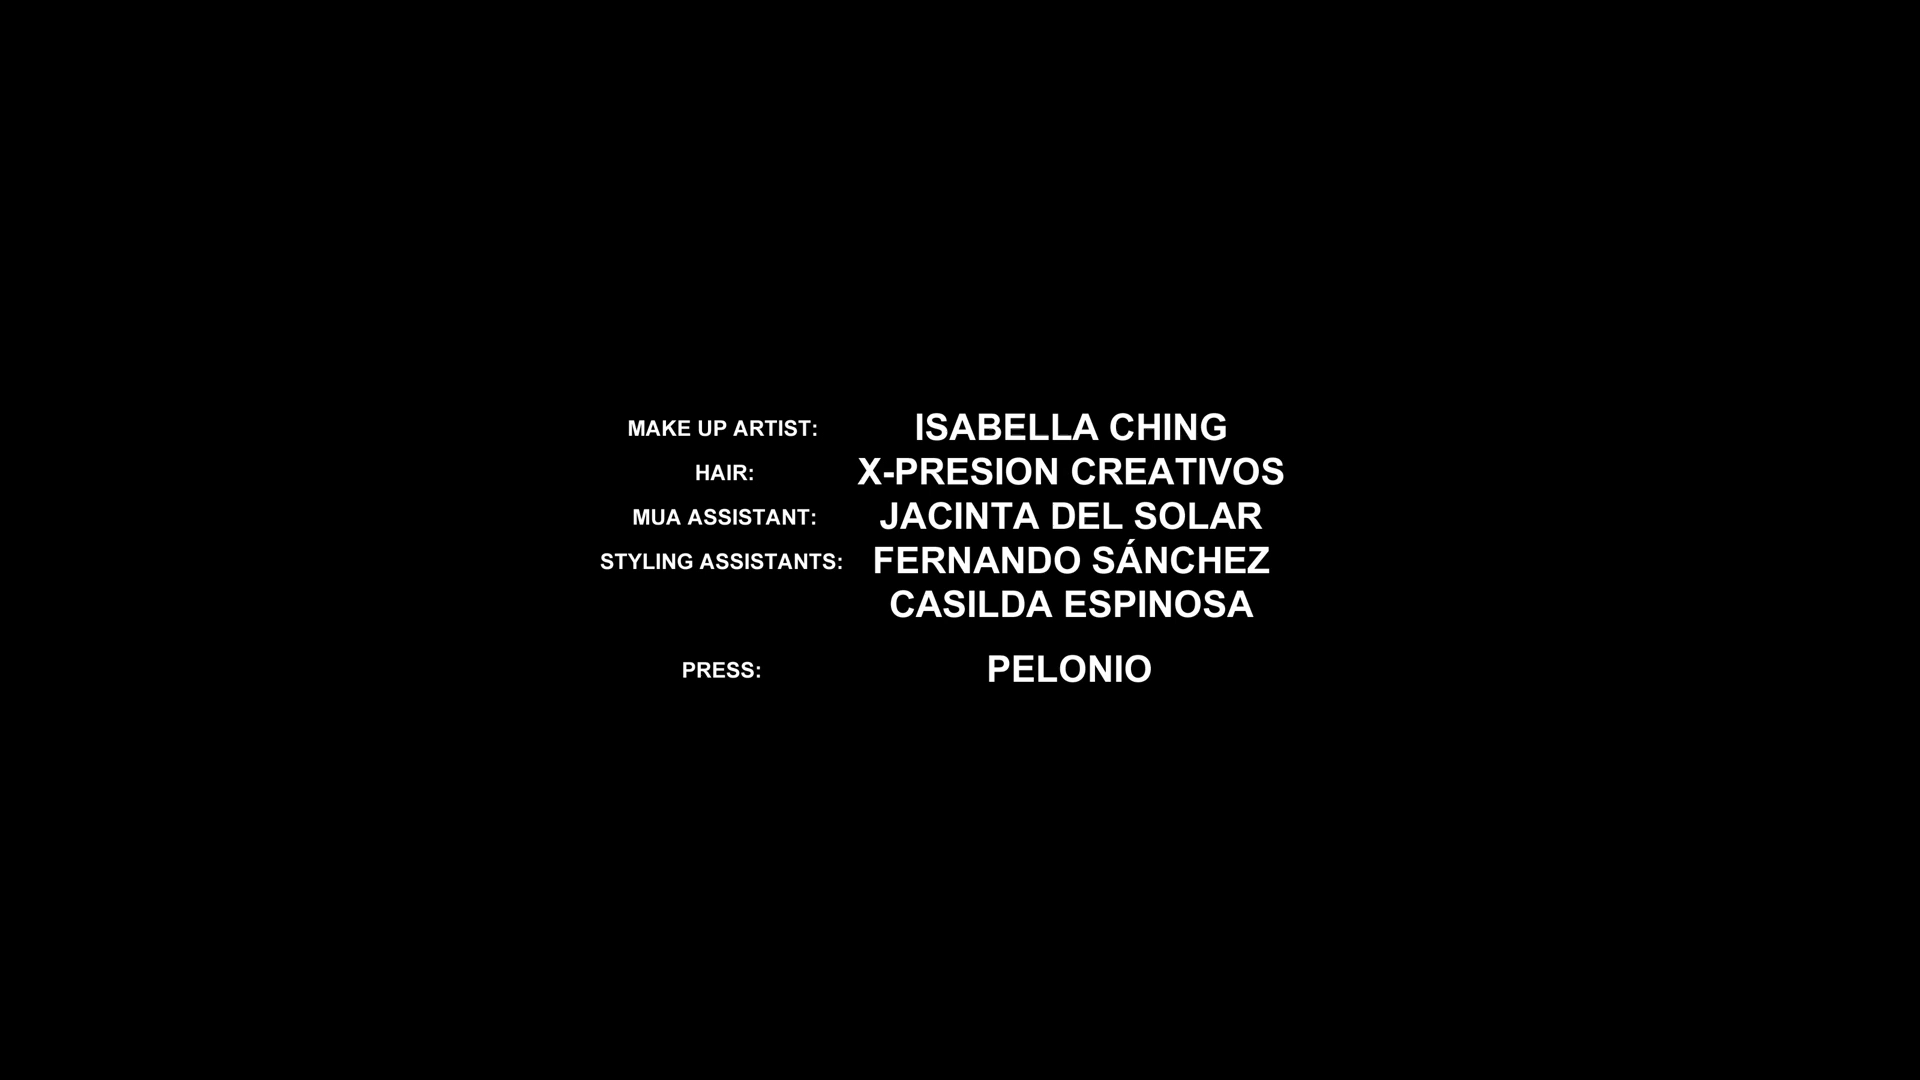 MAKE UP ARTIST: ISABELLA CHING
HAIR: X-PRESION CREATIVOS
MUA ASSISTANT: JACINTA DEL SOLAR
STYLING ASSISTANTS: FERNANDO SÁNCHEZ
CASILDA ESPINOSA
PRESS: PELONIO